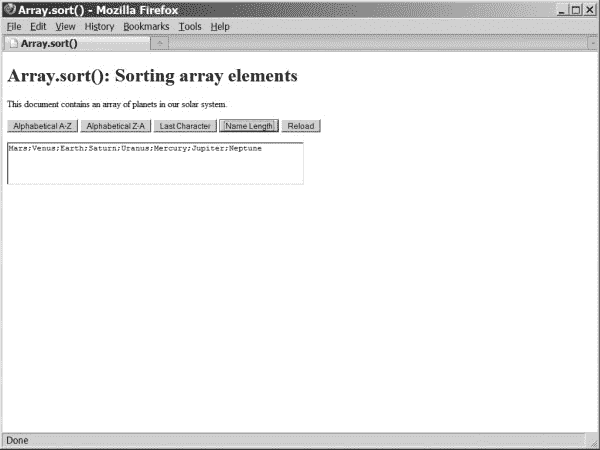 Array.sort() - Mozilla Firefox
File Edit View History Bookmarks Tools Help
Array.sort()
Array.sort(): Sorting array elements
This document contains an array of planets in our solar system.
Alphabetical A-Z Alphabetical Z-A Last Character Name Length Reload
Mars;Venus;Earth;Saturn;Uranus;Mercury;Jupiter;Neptune
Done